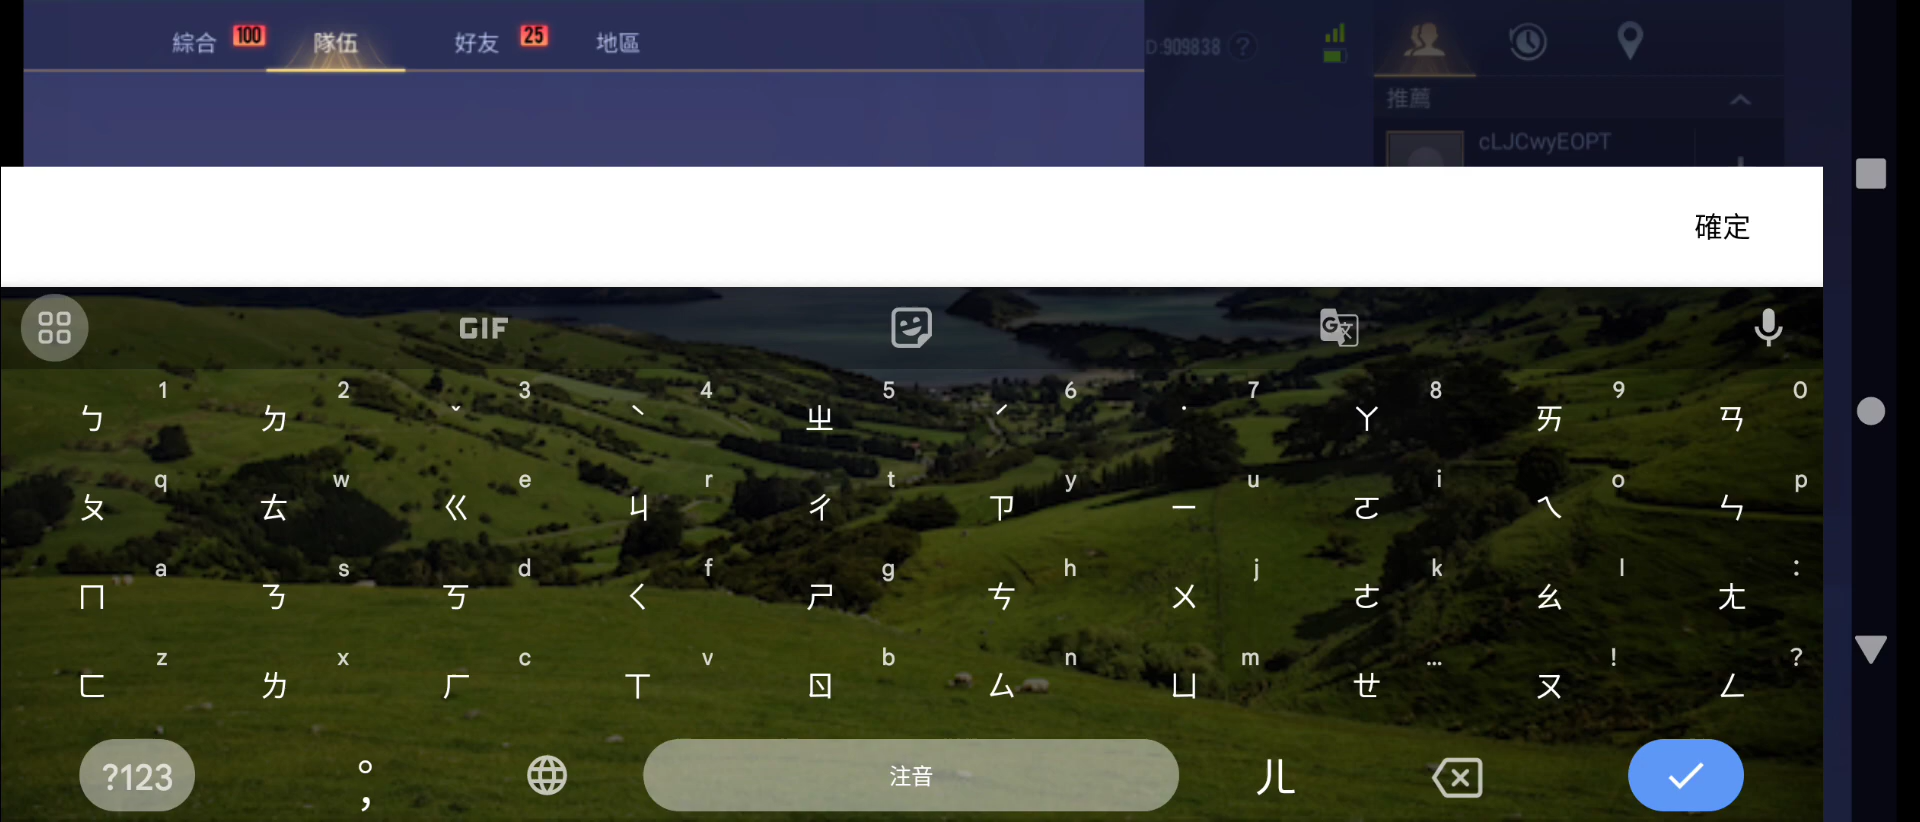 綜合 100 隊伍 好友 25 地區
D:909838 ?
推薦
cLJCwyEOPT
確定
GIF
G 文
1 2 3 4 5 6 7 8 9 0
ㄅ ㄉ ˇ ˋ ㄓ ˊ ˙ ㄚ ㄞ ㄢ
q w e r t y u i o p
ㄆ ㄊ ㄍ ㄐ ㄔ ㄗ ㄧ ㄛ ㄟ ㄣ
a s d f g h j k l :
ㄇ ㄋ ㄎ ㄑ ㄕ ㄘ ㄨ ㄜ ㄠ ㄤ
z x c v b n m … ! ?
ㄈ ㄌ ㄏ ㄒ ㄖ ㄙ ㄩ ㄝ ㄡ ㄥ
?123 。, 注音 ㄦ